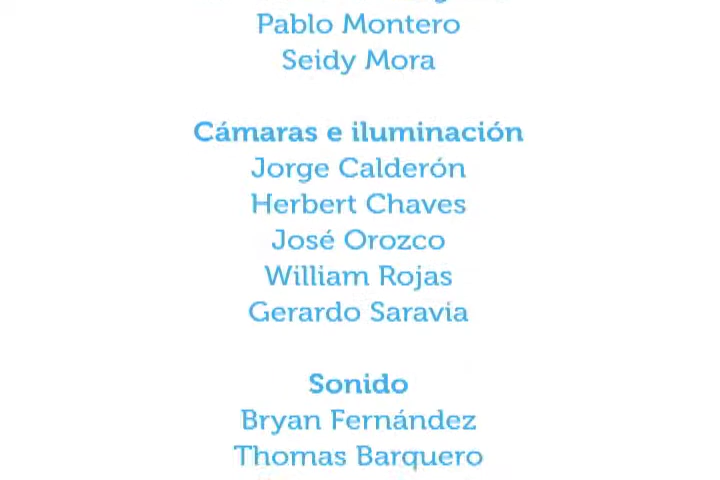 Pablo Montero
Seidy Mora
Cámaras e iluminación
Jorge Calderón
Herbert Chaves
José Orozco
William Rojas
Gerardo Saravia
Sonido
Bryan Fernández
Thomas Barquero